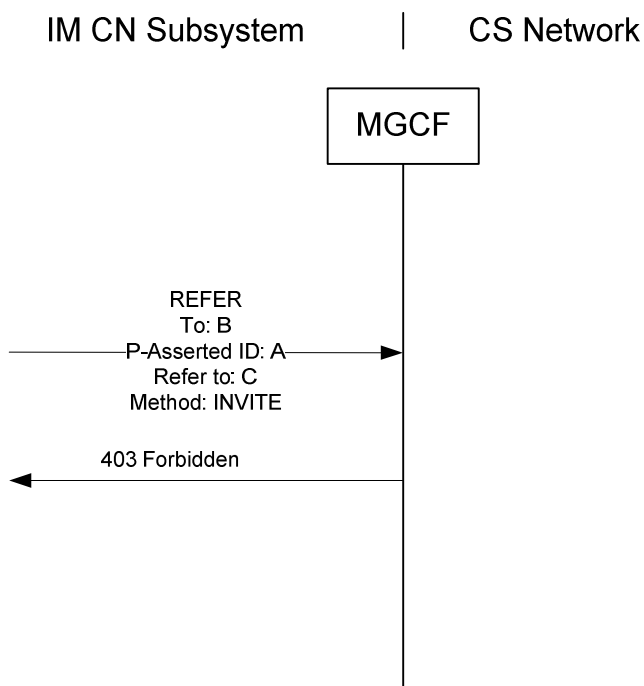 IM CN Subsystem | CS Network
MGCF
REFER
To: B
P-Asserted ID: A
Refer to: C
Method: INVITE
403 Forbidden